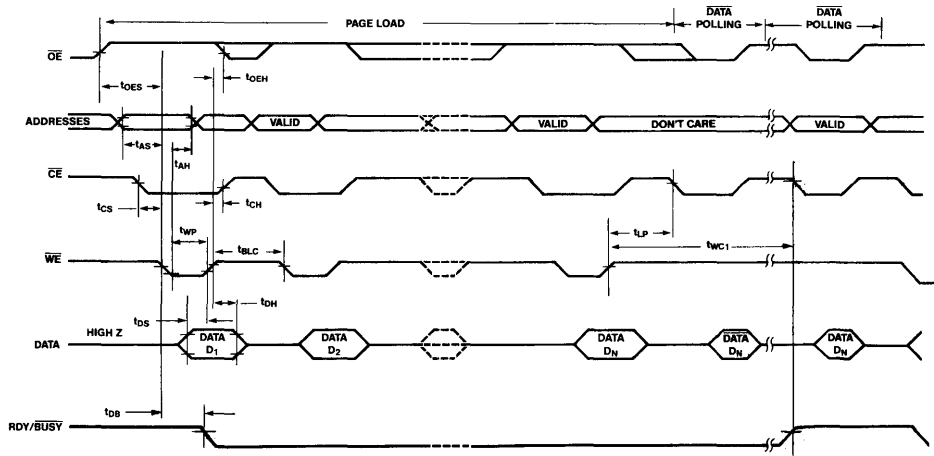 PAGE LOAD
DATA POLLING
DATA POLLING
OE
tOES
tOEH
ADDRESSES
VALID
VALID
DON'T CARE
VALID
tAS
tAH
CE
tCS
tCH
tWP
tBLC
tLP
tWC1
WE
tDS
tDH
HIGH Z
DATA
DATA D1
DATA D2
DATA DN
DATA DN
DATA DN
tDB
RDY/BUSY